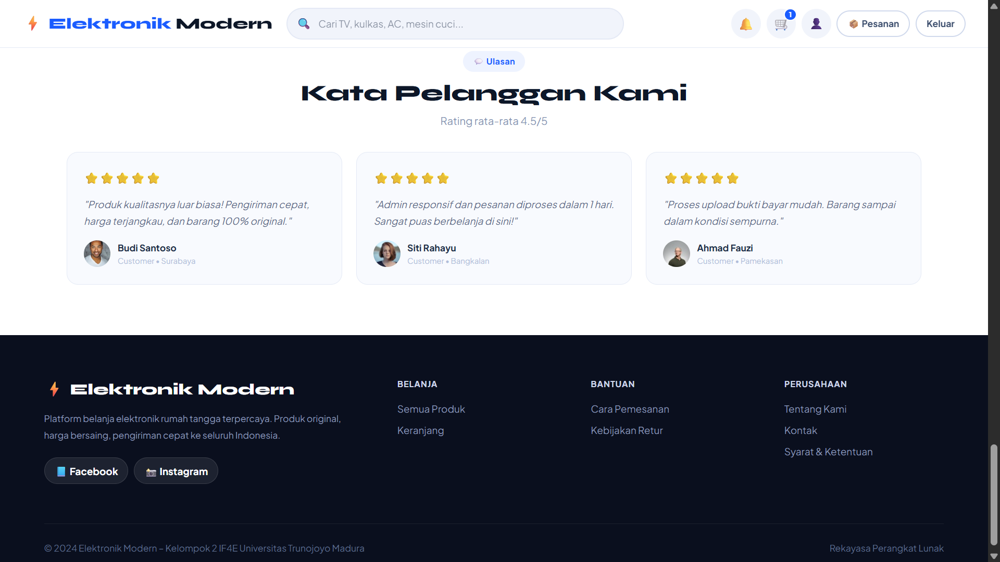 Elektronik Modern
Cari TV, kulkas, AC, mesin cuci...
1
Pesanan
Keluar
Ulasan
Kata Pelanggan Kami
Rating rata-rata 4.5/5
"Produk kualitasnya luar biasa! Pengiriman cepat,
harga terjangkau, dan barang 100% original."
Budi Santoso
Customer • Surabaya
"Admin responsif dan pesanan diproses dalam 1 hari.
Sangat puas berbelanja di sini!"
Siti Rahayu
Customer • Bangkalan
"Proses upload bukti bayar mudah. Barang sampai
dalam kondisi sempurna."
Ahmad Fauzi
Customer • Pamekasan
Elektronik Modern
Platform belanja elektronik rumah tangga terpercaya. Produk original,
harga bersaing, pengiriman cepat ke seluruh Indonesia.
Facebook
Instagram
BELANJA
Semua Produk
Keranjang
BANTUAN
Cara Pemesanan
Kebijakan Retur
PERUSAHAAN
Tentang Kami
Kontak
Syarat & Ketentuan
© 2024 Elektronik Modern – Kelompok 2 IF4E Universitas Trunojoyo Madura
Rekayasa Perangkat Lunak